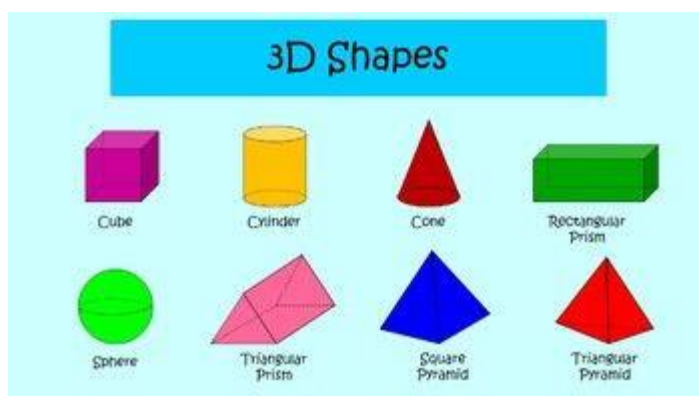 3D Shapes
Cube
Cylinder
Cone
Rectangular
Prism
Sphere
Triangular
Prism
Square
Pyramid
Triangular
Pyramid